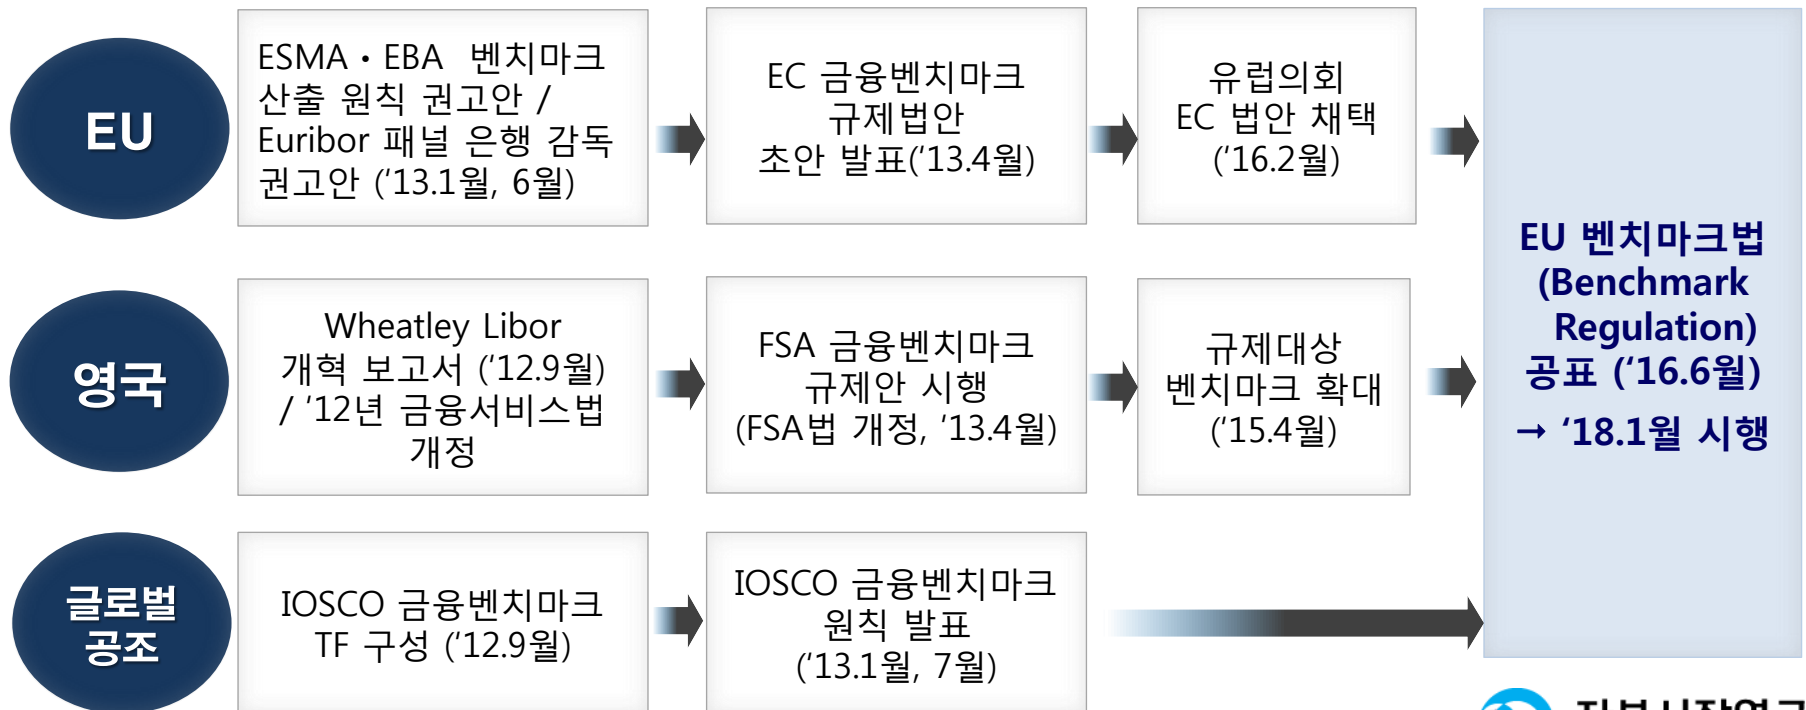 EU
ESMA・EBA 벤치마크
산출 원칙 권고안 /
Euribor 패널 은행 감독
권고안 (‘13.1월, 6월)
EC 금융벤치마크
규제법안
초안 발표(‘13.4월)
유럽의회
EC 법안 채택
(‘16.2월)
영국
Wheatley Libor
개혁 보고서 (‘12.9월)
/ ‘12년 금융서비스법
개정
FSA 금융벤치마크
규제안 시행
(FSA법 개정, ‘13.4월)
규제대상
벤치마크 확대
(‘15.4월)
글로벌
공조
IOSCO 금융벤치마크
TF 구성 (‘12.9월)
IOSCO 금융벤치마크
원칙 발표
(‘13.1월, 7월)
EU 벤치마크법
(Benchmark
Regulation)
공표 (‘16.6월)
→ ‘18.1월 시행